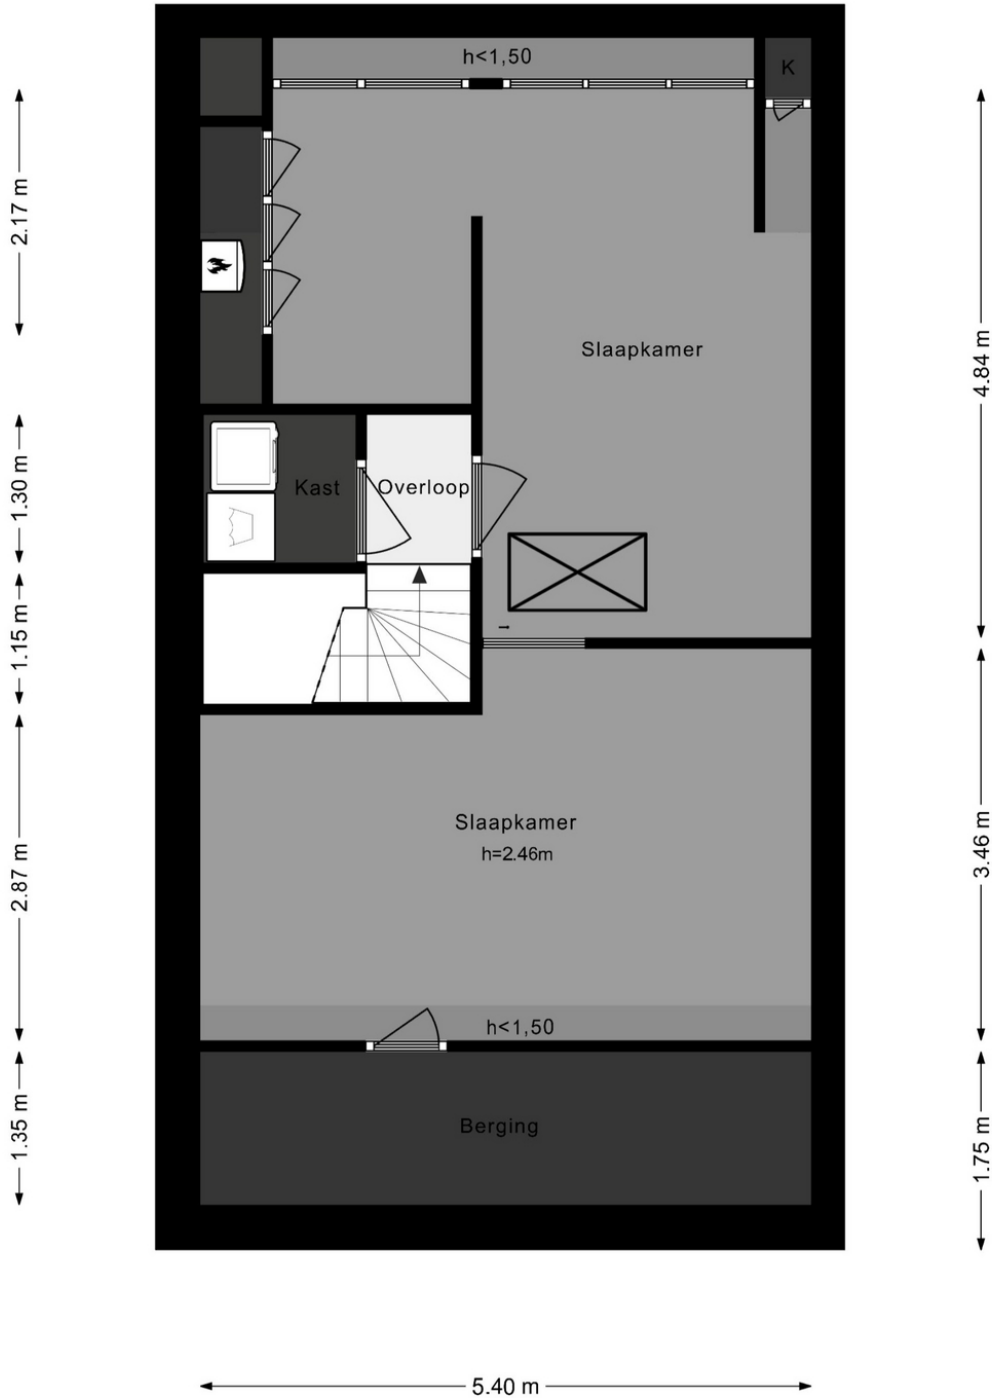 h<1,50
K
2.17 m
Slaapkamer
4.84 m
1.30 m
Kast
Overloop
1.15 m
Slaapkamer
h=2.46m
2.87 m
3.46 m
h<1,50
1.35 m
Berging
1.75 m
5.40 m